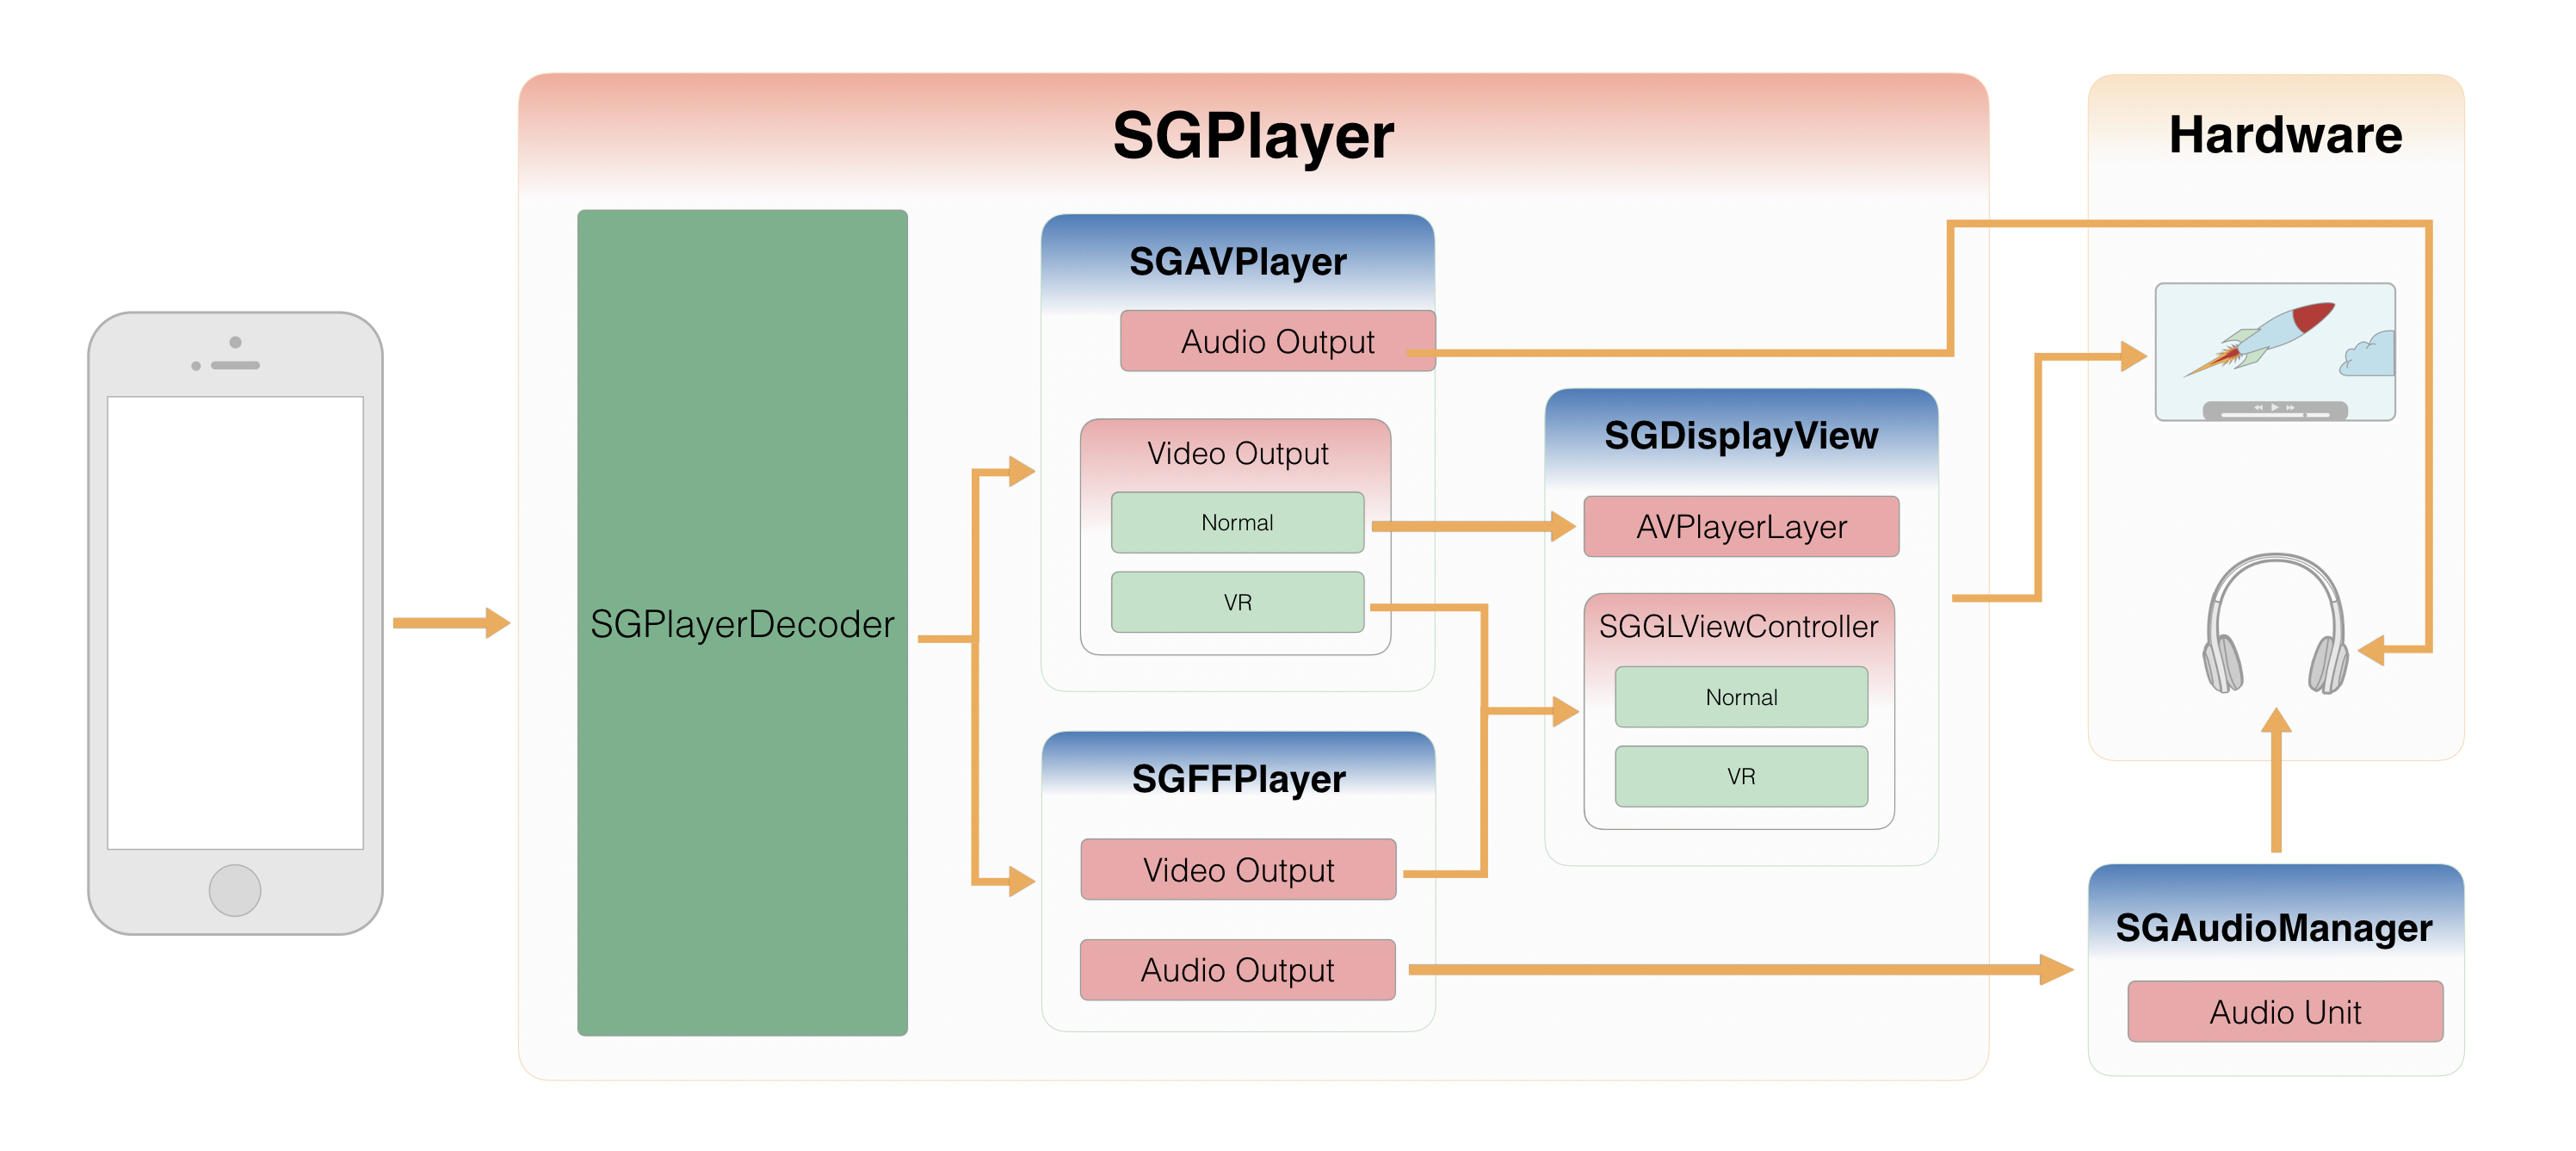 SGPlayer
Hardware
SGPlayerDecoder
SGAVPlayer
Audio Output
Video Output
Normal
VR
SGFFPlayer
Video Output
Audio Output
SGDisplayView
AVPlayerLayer
SGGLViewController
Normal
VR
SGAudioManager
Audio Unit